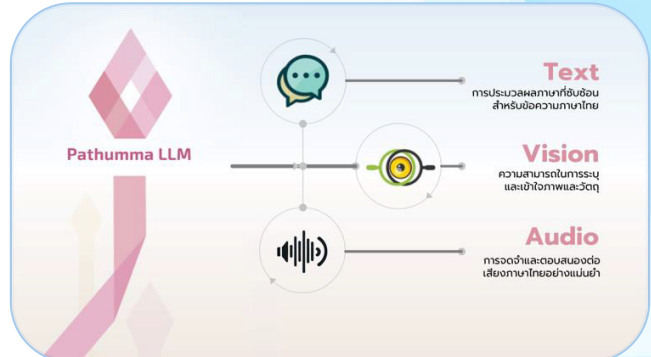 Pathumma LLM
Text
การประมวลผลภาษาที่ซับซ้อน
สำหรับข้อความภาษาไทย
Vision
ความสามารถในการระบุ
และเข้าใจภาพและวัตถุ
Audio
การจดจำและตอบสนองต่อ
เสียงภาษาไทยอย่างแม่นยำ